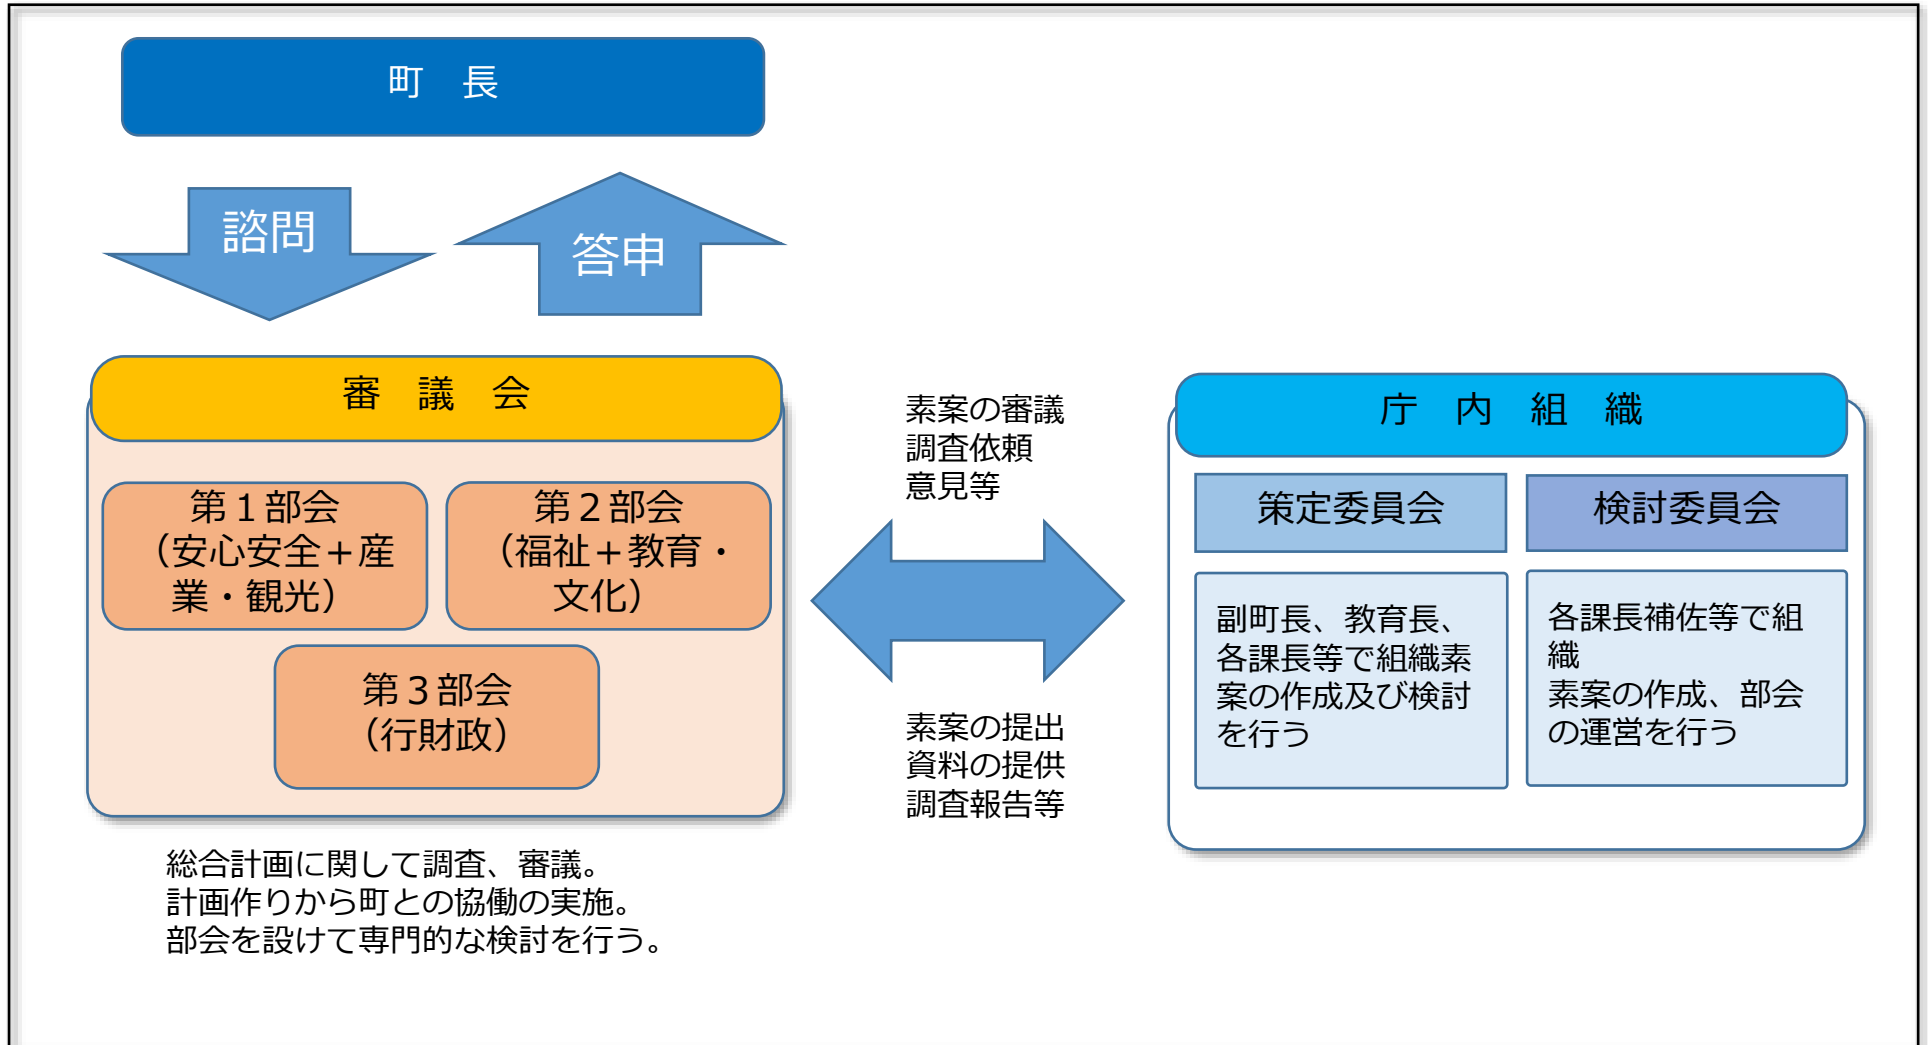 町　長
諮問
答申
審　議　会
第１部会
（安心安全＋産
業・観光）
第２部会
（福祉＋教育・
文化）
第３部会
（行財政）
総合計画に関して調査、審議。
計画作りから町との協働の実施。
部会を設けて専門的な検討を行う。
素案の審議
調査依頼
意見等
素案の提出
資料の提供
調査報告等
庁　内　組　織
策定委員会
副町長、教育長、
各課長等で組織素
案の作成及び検討
を行う
検討委員会
各課長補佐等で組
織
素案の作成、部会
の運営を行う